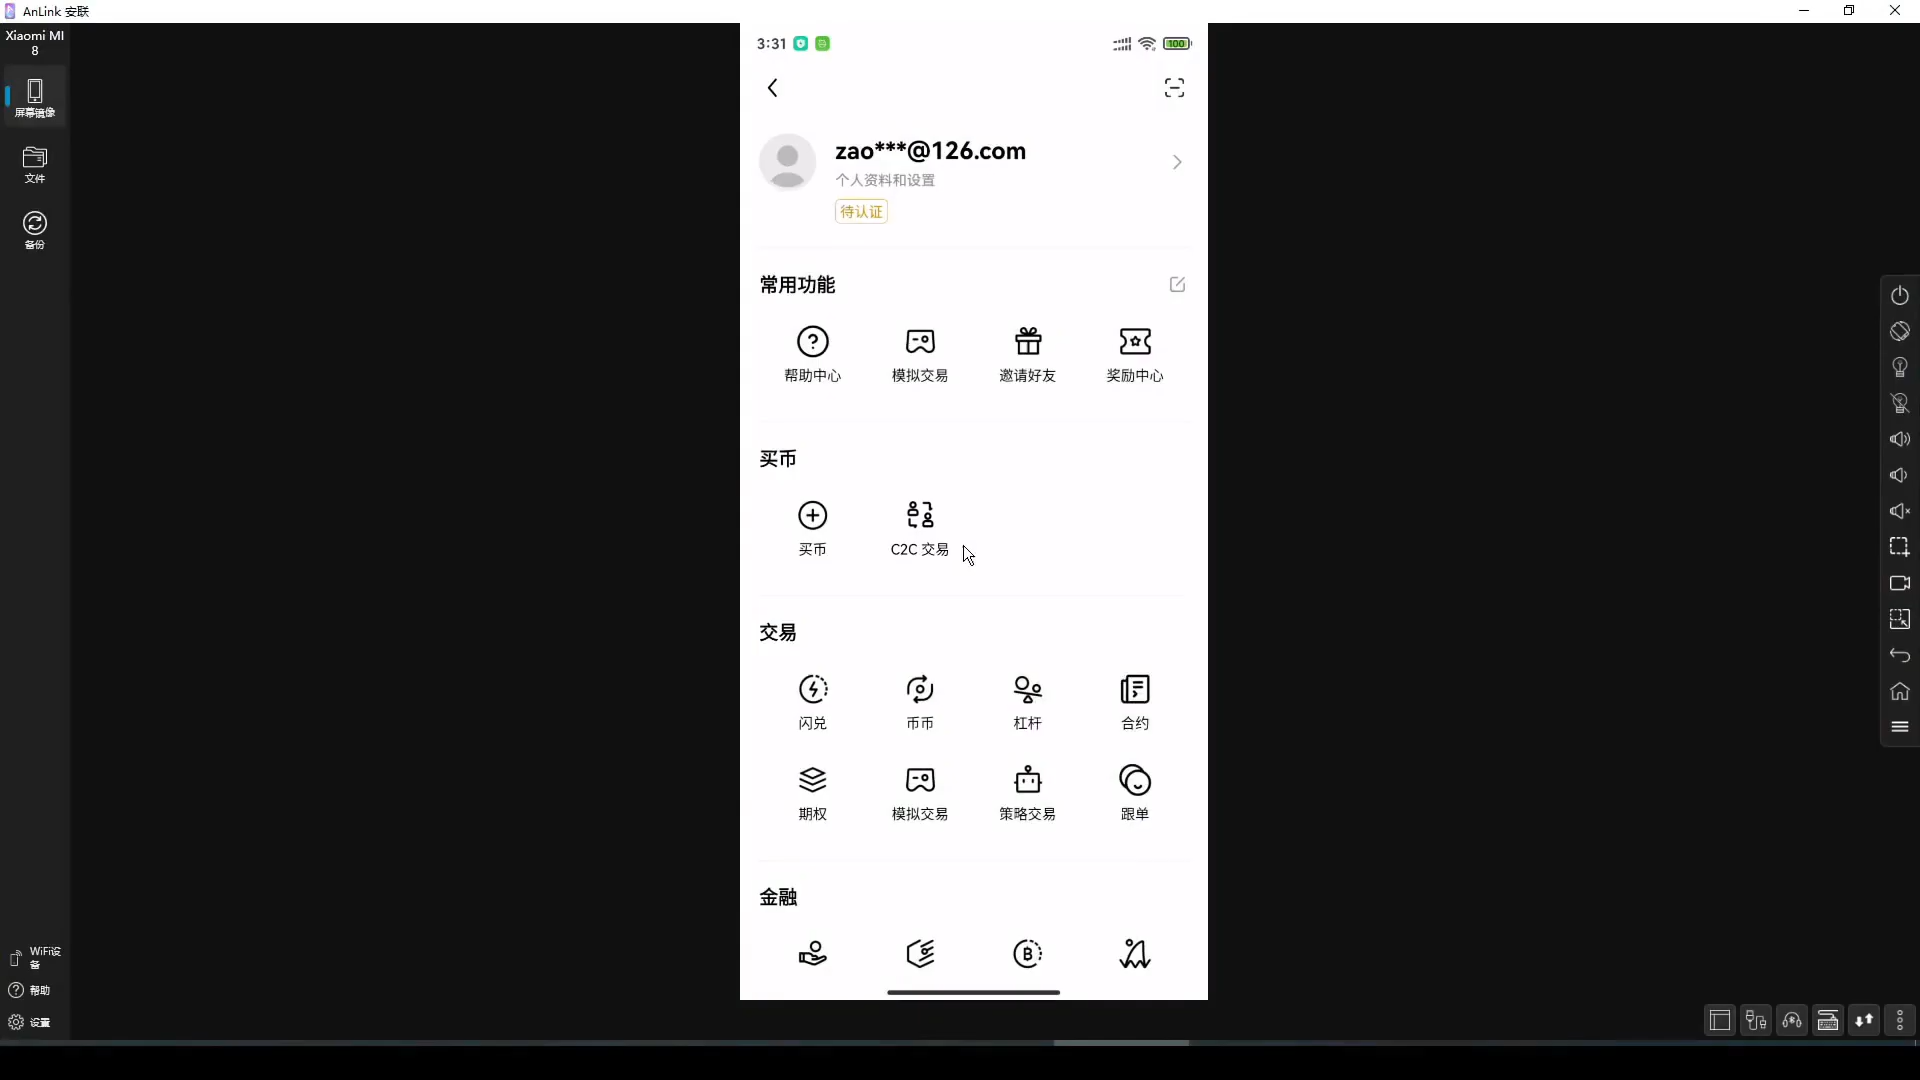 AnLink 安联
Xiaomi MI
8
屏幕镜像
文件
备份
WiFi设
备
帮助
设置
3:31
100
zao***@126.com
个人资料和设置
待认证
常用功能
帮助中心 模拟交易 邀请好友 奖励中心
买币
买币 C2C 交易
交易
闪兑 币币 杠杆 合约
期权 模拟交易 策略交易 跟单
金融